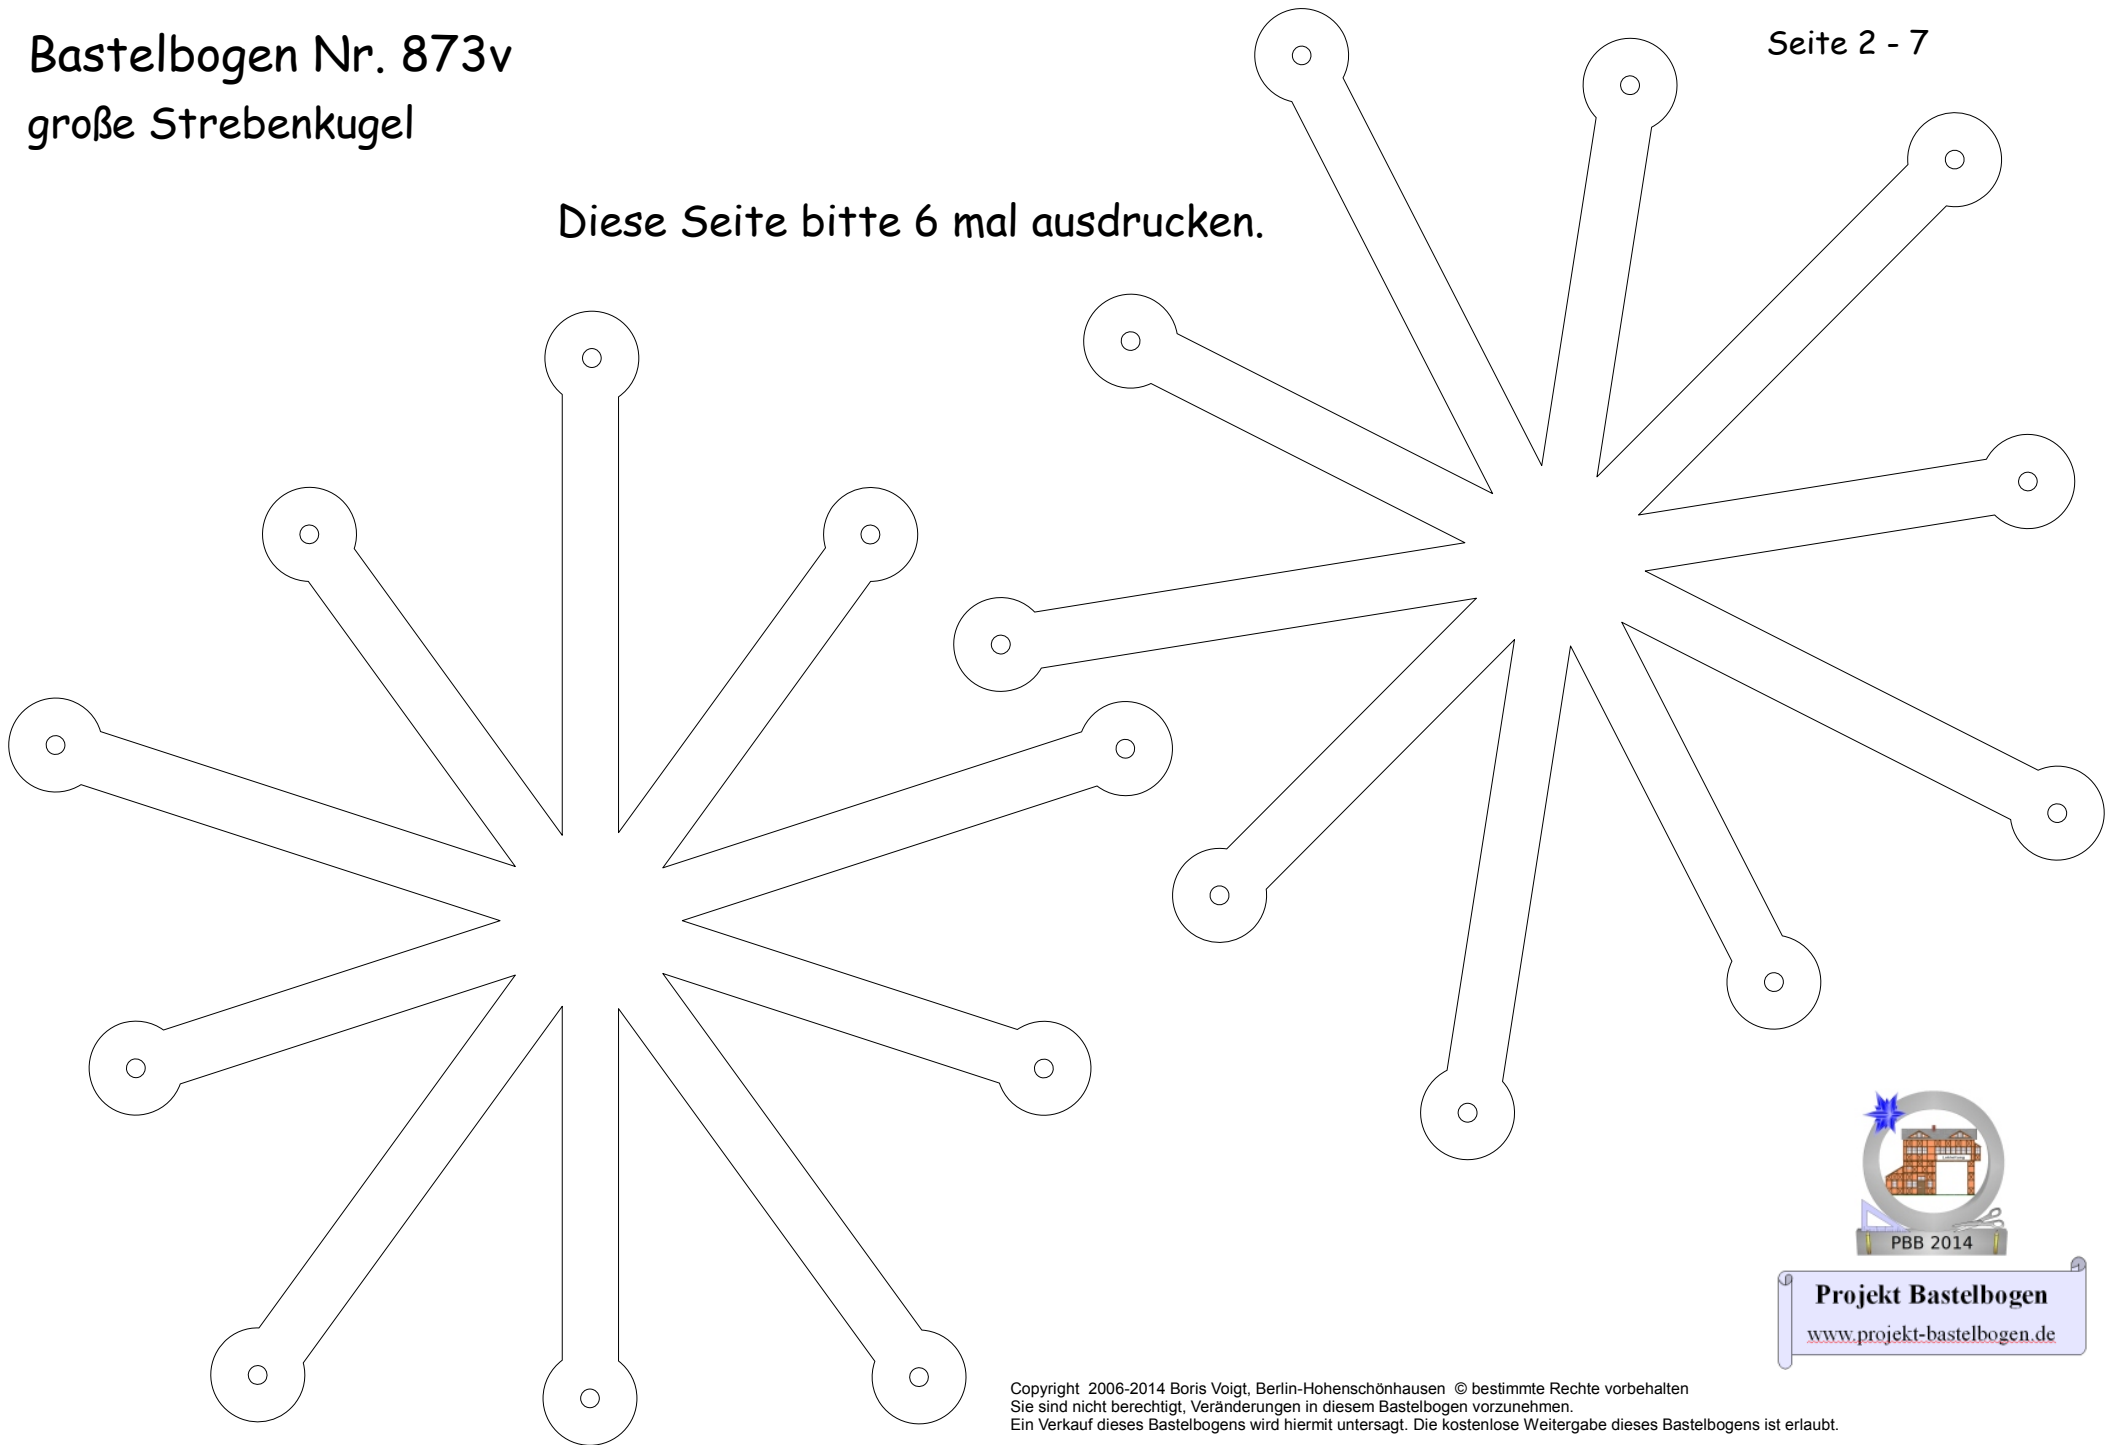 Bastelbogen Nr. 873v
große Strebenkugel
Seite 2 - 7
Diese Seite bitte 6 mal ausdrucken.
PBB 2014
Projekt Bastelbogen
www.projekt-bastelbogen.de
Copyright  2006-2014 Boris Voigt, Berlin-Hohenschönhausen  © bestimmte Rechte vorbehalten
Sie sind nicht berechtigt, Veränderungen in diesem Bastelbogen vorzunehmen.
Ein Verkauf dieses Bastelbogens wird hiermit untersagt. Die kostenlose Weitergabe dieses Bastelbogens ist erlaubt.